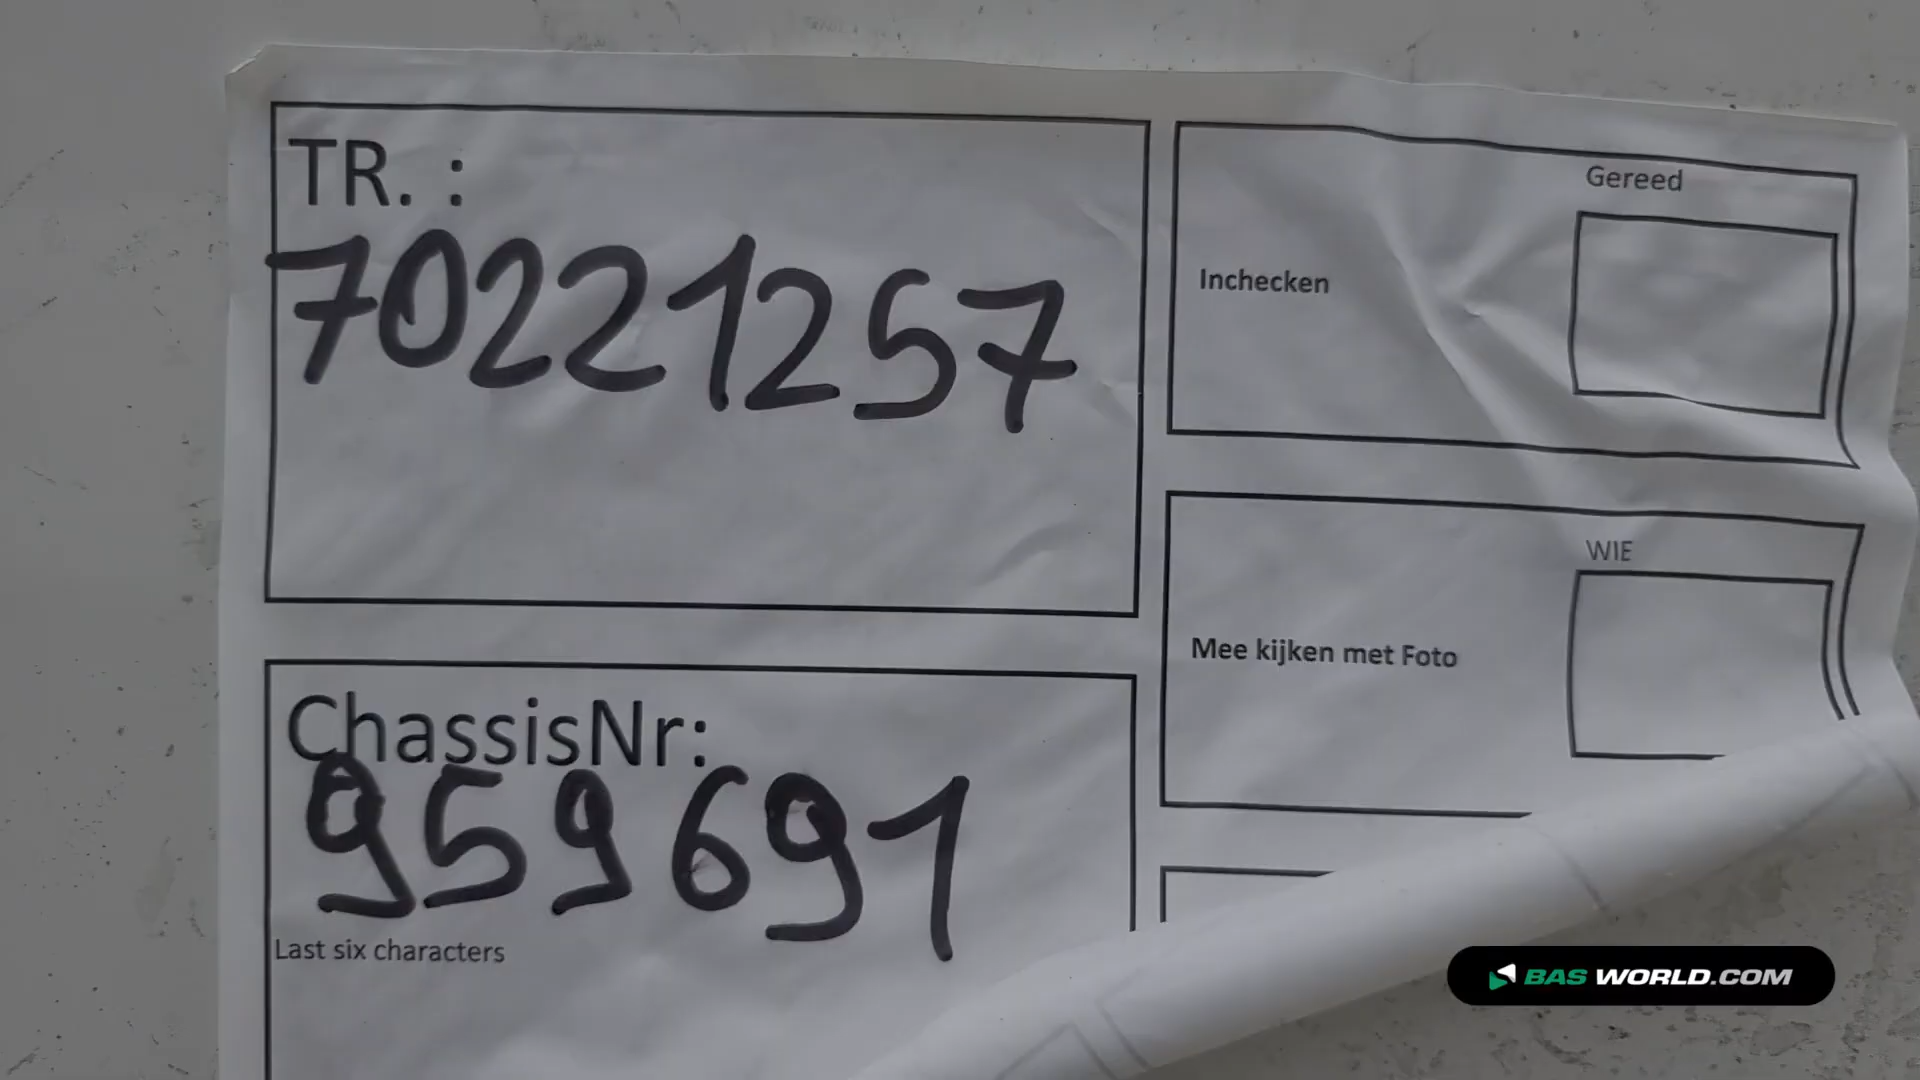 TR. :
70221257
ChassisNr:
959691
Last six characters
Gereed
Inchecken
WIE
Mee kijken met Foto
BAS WORLD.COM